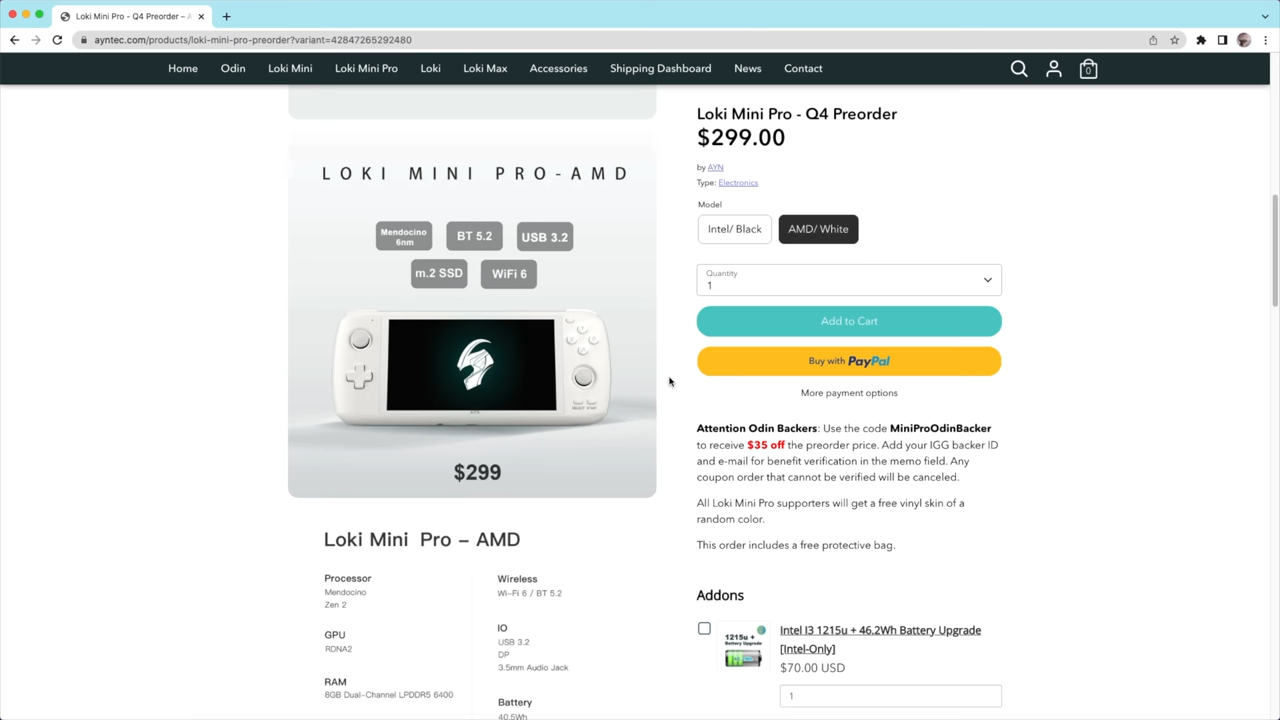 Loki Mini Pro - Q4 Preorder – A
ayntec.com/products/loki-mini-pro-preorder?variant=42847265292480
Home Odin Loki Mini Loki Mini Pro Loki Loki Max Accessories Shipping Dashboard News Contact
0
LOKI MINI PRO-AMD
Mendocino
6nm
BT 5.2
USB 3.2
m.2 SSD
WiFi 6
$299
Loki Mini Pro – AMD
Processor
Mendocino
Zen 2
GPU
RDNA2
RAM
8GB Dual-Channel LPDDR5 6400
Wireless
Wi-Fi 6 / BT 5.2
IO
USB 3.2
DP
3.5mm Audio Jack
Battery
40.5Wh
Loki Mini Pro - Q4 Preorder
$299.00
by AYN
Type: Electronics
Model
Intel/ Black
AMD/ White
Quantity
1
Add to Cart
Buy with PayPal
More payment options
Attention Odin Backers: Use the code MiniProOdinBacker
to receive $35 off the preorder price. Add your IGG backer ID
and e-mail for benefit verification in the memo field. Any
coupon order that cannot be verified will be canceled.
All Loki Mini Pro supporters will get a free vinyl skin of a
random color.
This order includes a free protective bag.
Addons
1215u +
Battery Upgrade
Intel I3 1215u + 46.2Wh Battery Upgrade
[Intel-Only]
$70.00 USD
1